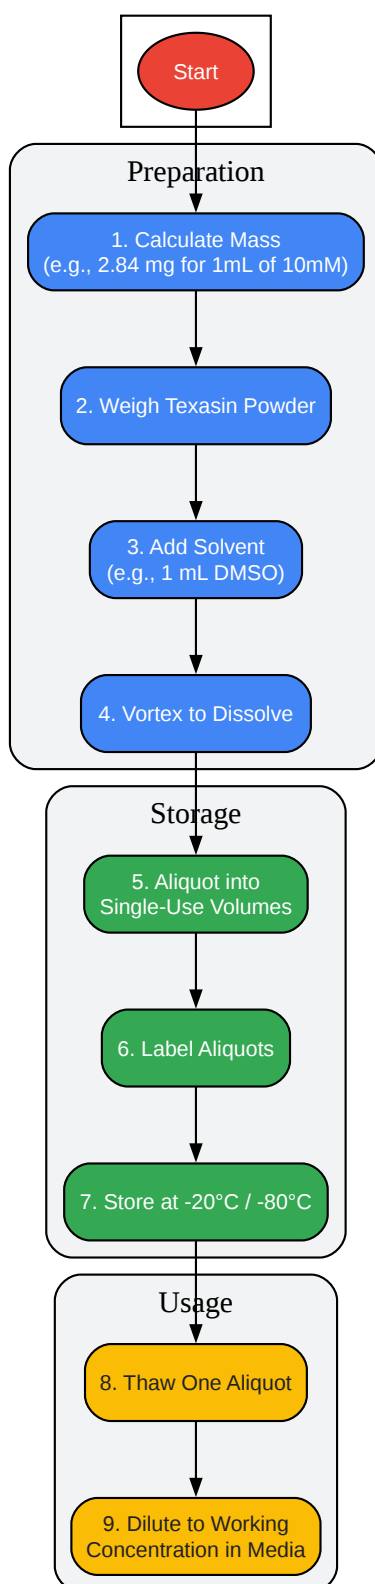 Start
Preparation
1. Calculate Mass
(e.g., 2.84 mg for 1mL of 10mM)
2. Weigh Texasin Powder
3. Add Solvent
(e.g., 1 mL DMSO)
4. Vortex to Dissolve
Storage
5. Aliquot into
Single-Use Volumes
6. Label Aliquots
7. Store at -20°C / -80°C
Usage
8. Thaw One Aliquot
9. Dilute to Working
Concentration in Media